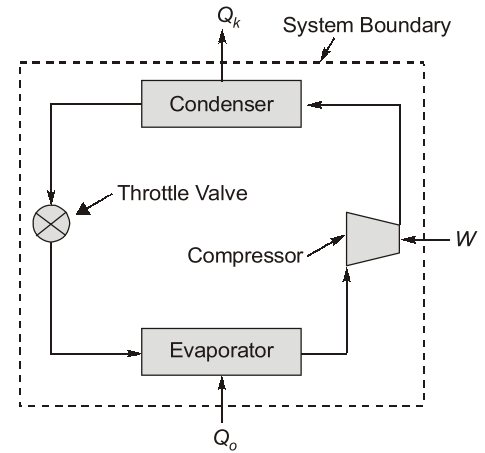 Qk
System Boundary
Condenser
Throttle Valve
Compressor
W
Evaporator
Qo